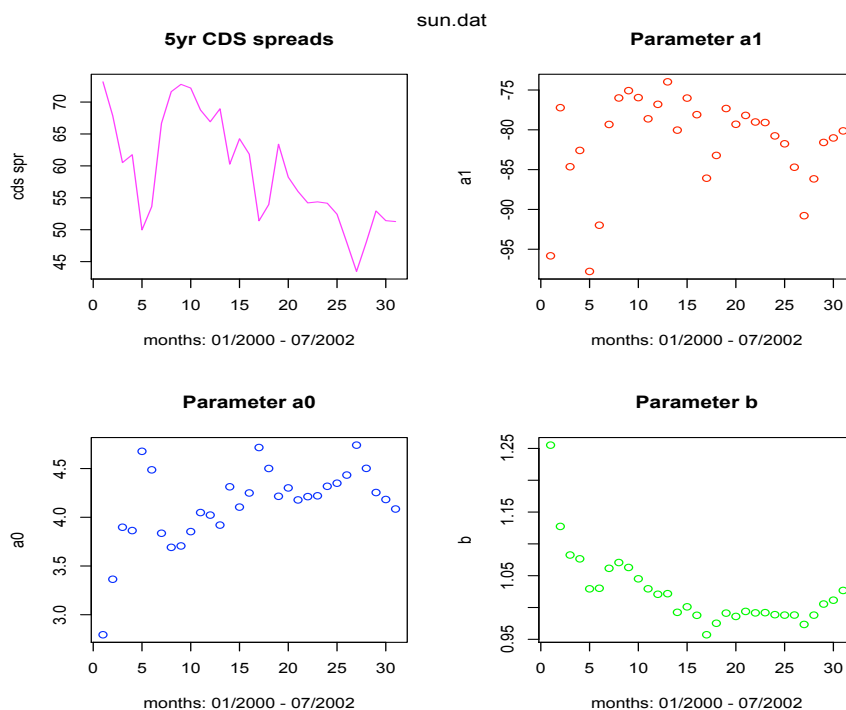 sun.dat
5yr CDS spreads
cds spr
45 50 55 60 65 70
0 5 10 15 20 25 30
months: 01/2000 - 07/2002
Parameter a1
a1
-95 -90 -85 -80 -75
0 5 10 15 20 25 30
months: 01/2000 - 07/2002
Parameter a0
a0
3.0 3.5 4.0 4.5
0 5 10 15 20 25 30
months: 01/2000 - 07/2002
Parameter b
b
0.95 1.05 1.15 1.25
0 5 10 15 20 25 30
months: 01/2000 - 07/2002